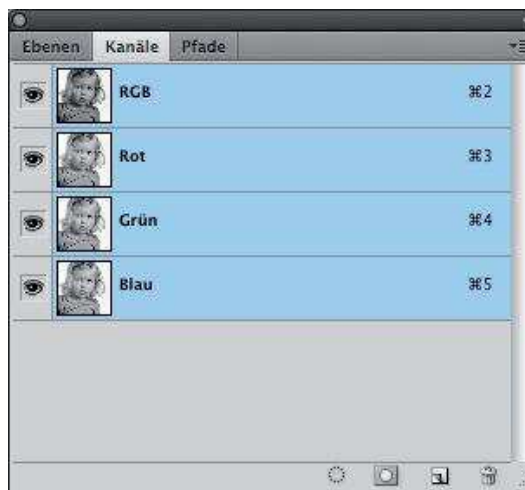 Ebenen Kanäle Pfade
RGB ⌘2
Rot ⌘3
Grün ⌘4
Blau ⌘5